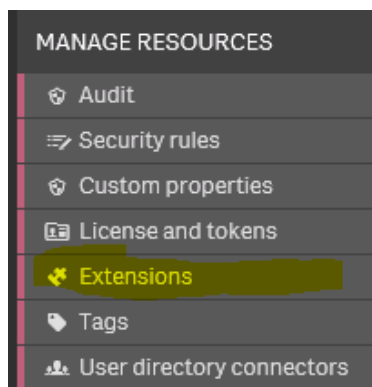 MANAGE RESOURCES
Audit
Security rules
Custom properties
License and tokens
Extensions
Tags
User directory connectors